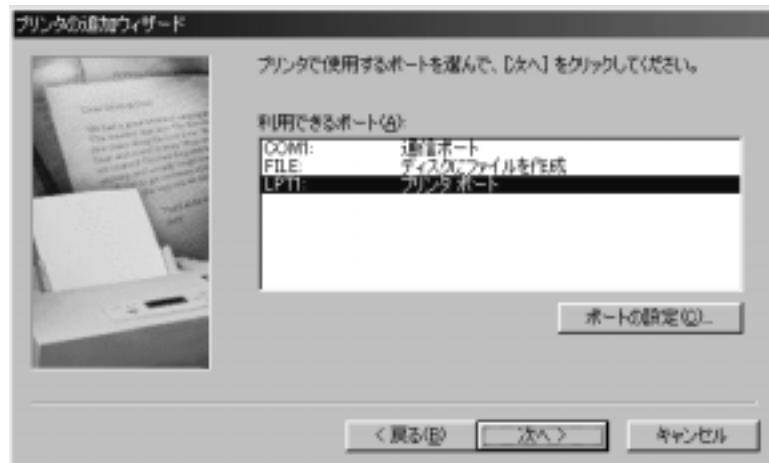 プリンタの追加ウィザード
プリンタで使用するポートを選んで、[次へ] をクリックしてください。
利用できるポート(A):
COM1: 通信ポート
FILE: ディスクにファイルを作成
LPT1: プリンタ ポート
ポートの設定(C)...
< 戻る(B)
次へ >
キャンセル